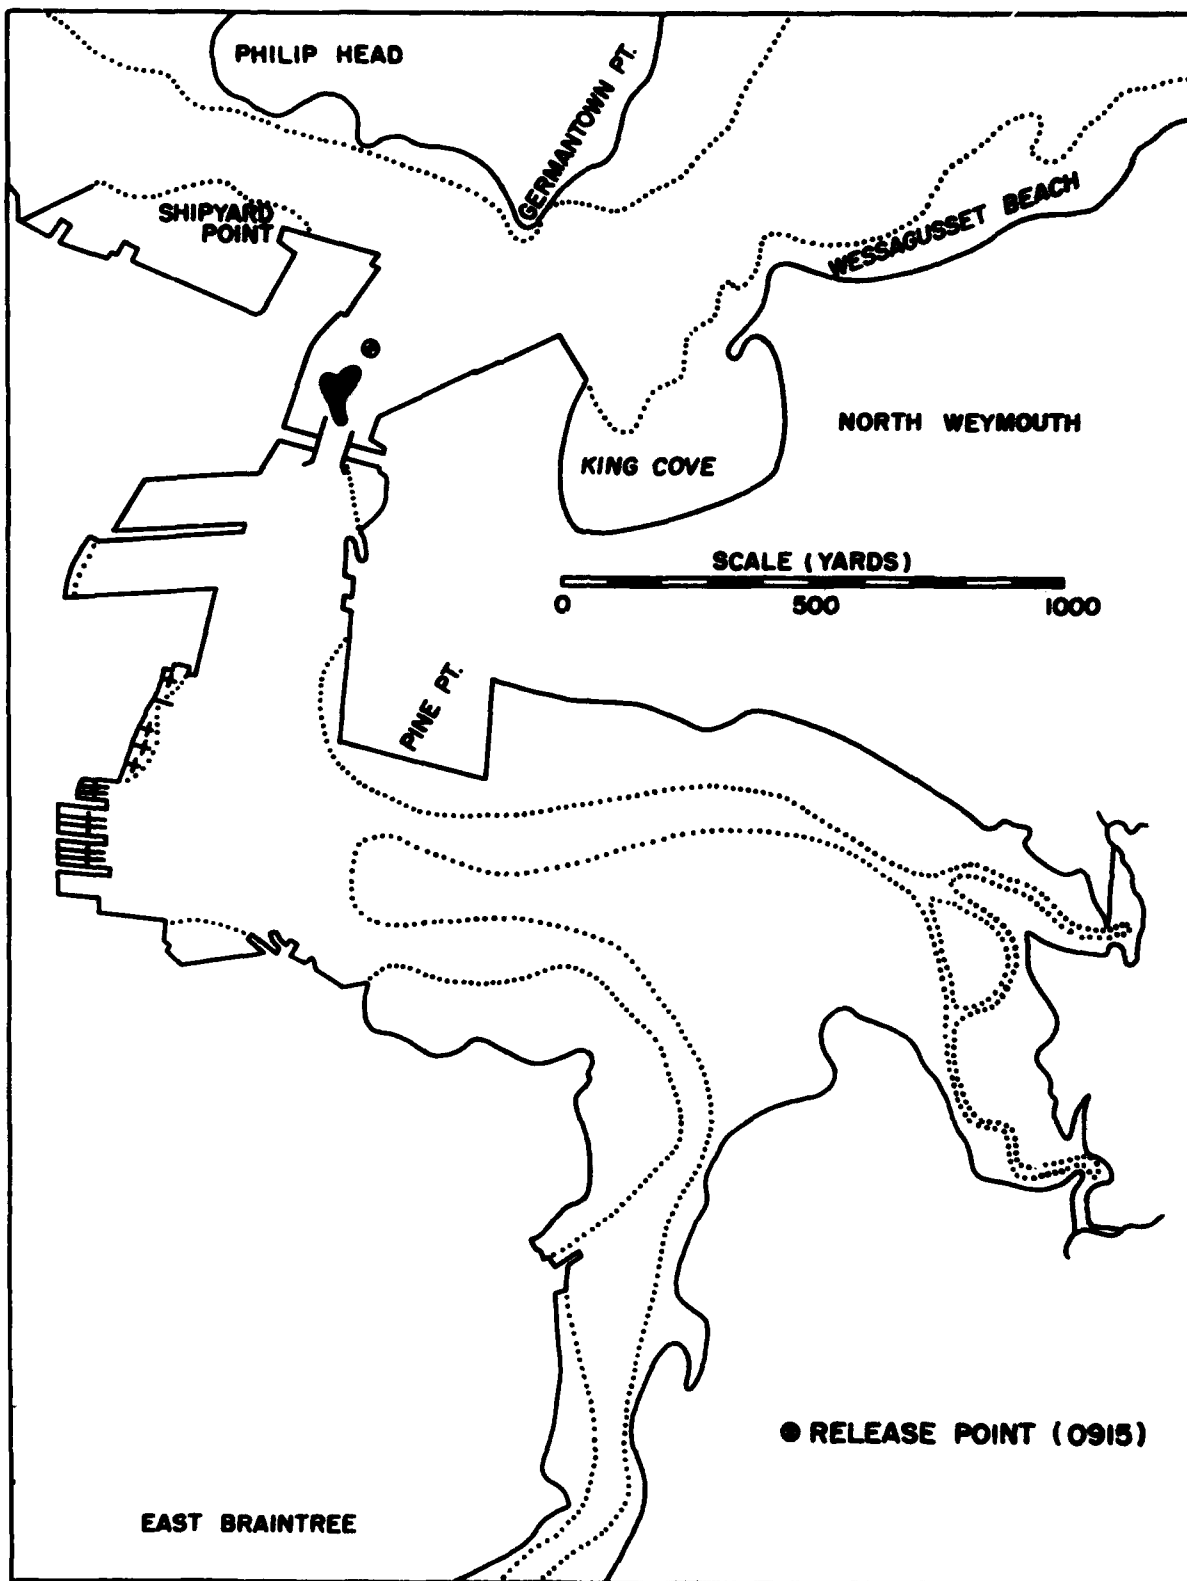 PHILIP HEAD
GERMANTOWN PT.
SHIPYARD
POINT
WESSAGUSSET BEACH
NORTH WEYMOUTH
KING COVE
SCALE (YARDS)
0 500 1000
PINE PT.
RELEASE POINT (0915)
EAST BRAINTREE